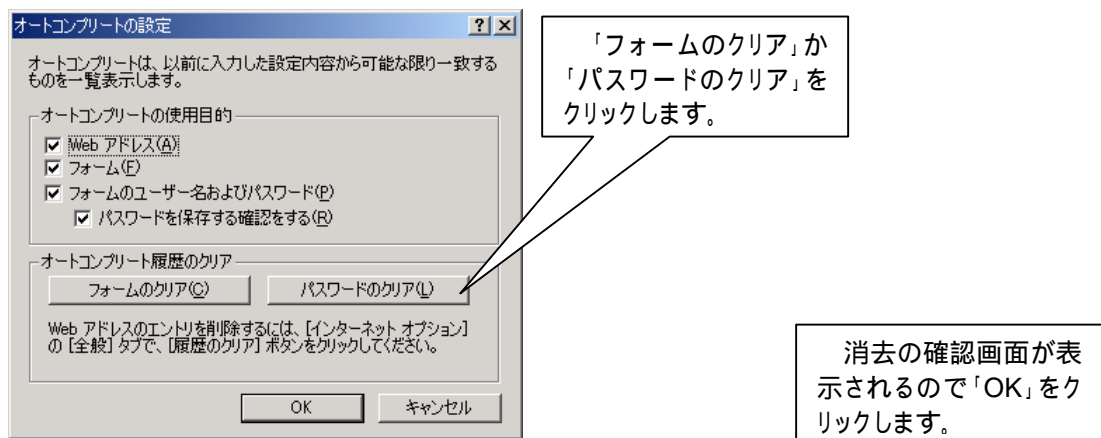 オートコンプリートの設定
オートコンプリートは、以前に入力した設定内容から可能な限り一致する
ものを一覧表示します。
オートコンプリートの使用目的
Web アドレス(A)
フォーム(F)
フォームのユーザー名およびパスワード(P)
パスワードを保存する確認をする(R)
オートコンプリート履歴のクリア
フォームのクリア(C)
パスワードのクリア(L)
Web アドレスのエントリを削除するには、[インターネット オプション]
の [全般] タブで、[履歴のクリア] ボタンをクリックしてください。
OK
キャンセル
「フォームのクリア」か
「パスワードのクリア」を
クリックします。
消去の確認画面が表
示されるので「OK」をク
リックします。